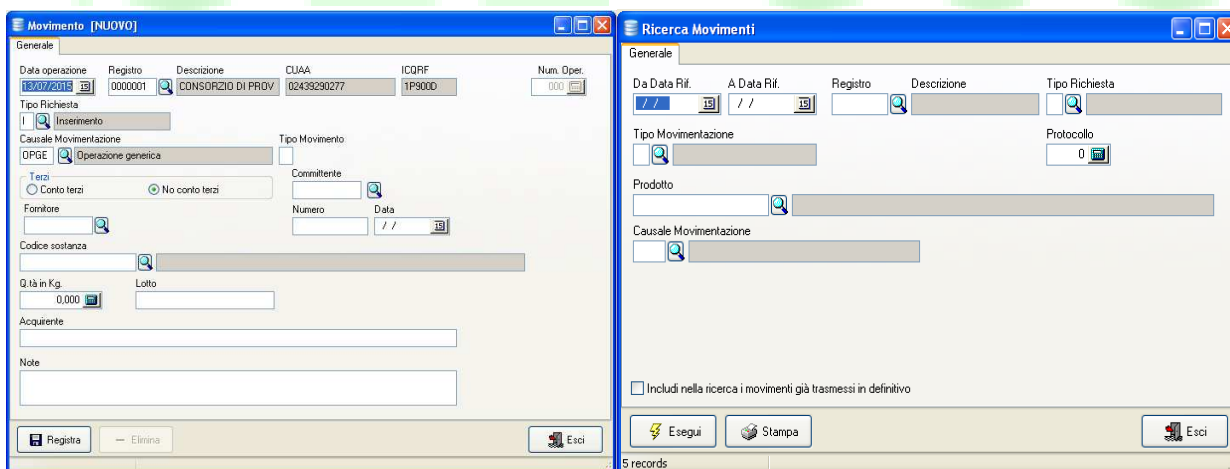 Movimento [NUOVO]
Generale
Data operazione Registro Descrizione CUAA ICQRF Num. Oper.
13/07/2015 15 0000001 CONSORZIO DI PROV 02439290277 1P900D 000
Tipo Richiesta
I Inserimento
Causale Movimentazione Tipo Movimento
OPGE Operazione generica
Terzi Committente
Conto terzi No conto terzi
Fornitore Numero Data
/ / 15
Codice sostanza
Q.tà in Kg. Lotto
0,000
Acquirente
Note
Registra Elimina Esci
Ricerca Movimenti
Generale
Da Data Rif. A Data Rif. Registro Descrizione Tipo Richiesta
/ / 15 / / 15
Tipo Movimentazione Protocollo
0
Prodotto
Causale Movimentazione
Includi nella ricerca i movimenti già trasmessi in definitivo
Esegui Stampa Esci
5 records